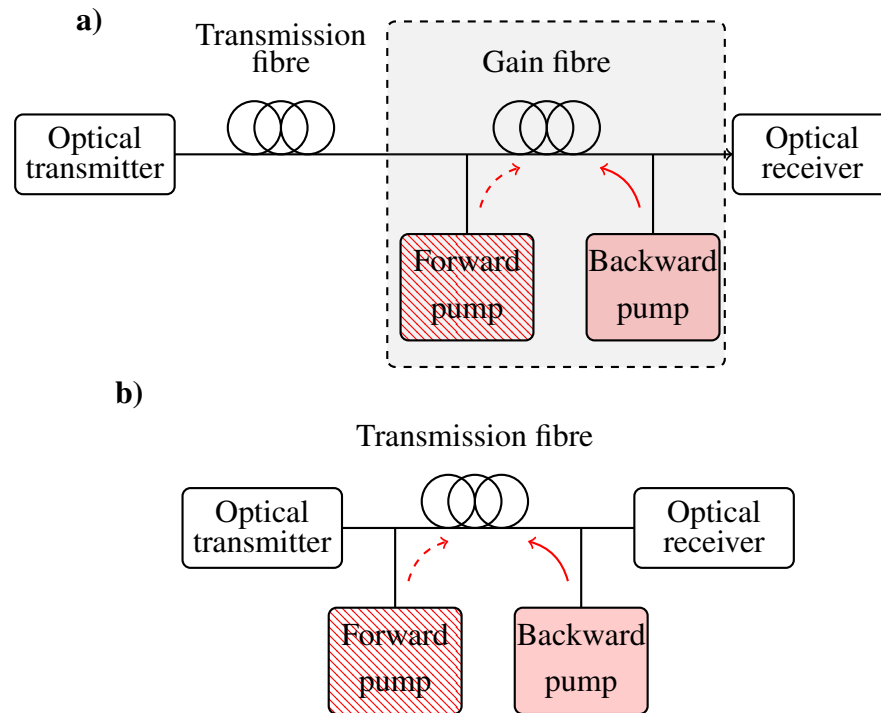 a)
Transmission
fibre
Gain fibre
Optical
transmitter
Optical
receiver
Forward
pump
Backward
pump
b)
Transmission fibre
Optical
transmitter
Optical
receiver
Forward
pump
Backward
pump